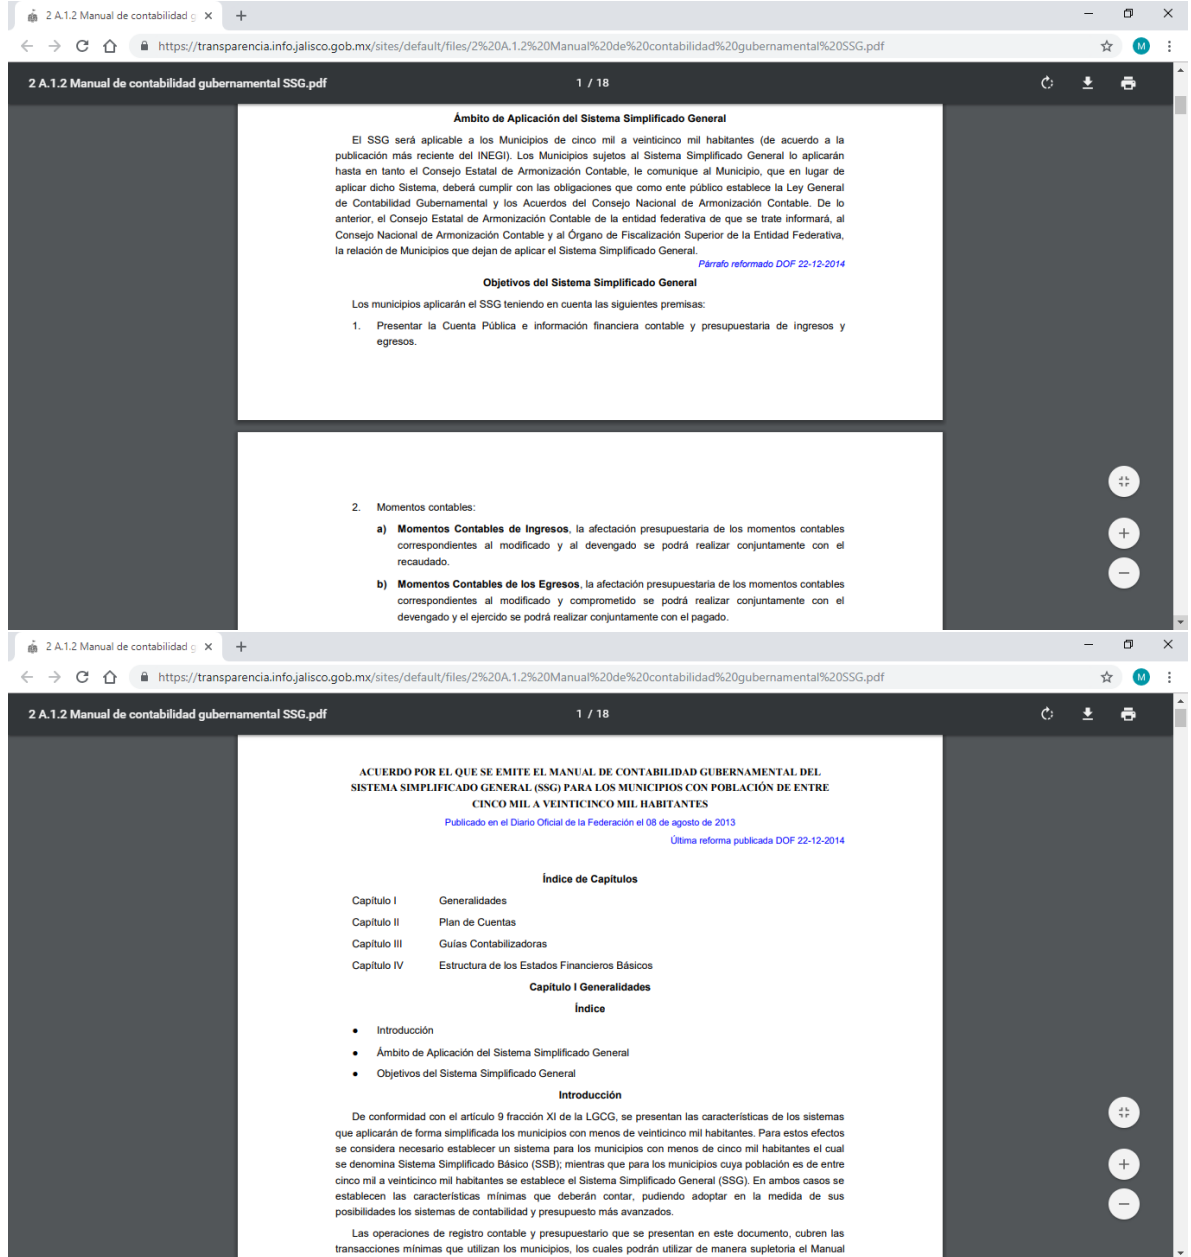 2 A.1.2 Manual de contabilidad g
https://transparencia.info.jalisco.gob.mx/sites/default/files/2%20A.1.2%20Manual%20de%20contabilidad%20gubernamental%20SSG.pdf
M
2 A.1.2 Manual de contabilidad gubernamental SSG.pdf
1 / 18
Ámbito de Aplicación del Sistema Simplificado General
El SSG será aplicable a los Municipios de cinco mil a veinticinco mil habitantes (de acuerdo a la
publicación más reciente del INEGI). Los Municipios sujetos al Sistema Simplificado General lo aplicarán
hasta en tanto el Consejo Estatal de Armonización Contable, le comunique al Municipio, que en lugar de
aplicar dicho Sistema, deberá cumplir con las obligaciones que como ente público establece la Ley General
de Contabilidad Gubernamental y los Acuerdos del Consejo Nacional de Armonización Contable. De lo
anterior, el Consejo Estatal de Armonización Contable de la entidad federativa de que se trate informará, al
Consejo Nacional de Armonización Contable y al Órgano de Fiscalización Superior de la Entidad Federativa,
la relación de Municipios que dejan de aplicar el Sistema Simplificado General.
Párrafo reformado DOF 22-12-2014
Objetivos del Sistema Simplificado General
Los municipios aplicarán el SSG teniendo en cuenta las siguientes premisas:
1. Presentar la Cuenta Pública e información financiera contable y presupuestaria de ingresos y
egresos.
2. Momentos contables:
a) Momentos Contables de Ingresos, la afectación presupuestaria de los momentos contables
correspondientes al modificado y al devengado se podrá realizar conjuntamente con el
recaudado.
b) Momentos Contables de los Egresos, la afectación presupuestaria de los momentos contables
correspondientes al modificado y comprometido se podrá realizar conjuntamente con el
devengado y el ejercido se podrá realizar conjuntamente con el pagado.
2 A.1.2 Manual de contabilidad g
https://transparencia.info.jalisco.gob.mx/sites/default/files/2%20A.1.2%20Manual%20de%20contabilidad%20gubernamental%20SSG.pdf
M
2 A.1.2 Manual de contabilidad gubernamental SSG.pdf
1 / 18
ACUERDO POR EL QUE SE EMITE EL MANUAL DE CONTABILIDAD GUBERNAMENTAL DEL
SISTEMA SIMPLIFICADO GENERAL (SSG) PARA LOS MUNICIPIOS CON POBLACIÓN DE ENTRE
CINCO MIL A VEINTICINCO MIL HABITANTES
Publicado en el Diario Oficial de la Federación el 08 de agosto de 2013
Última reforma publicada DOF 22-12-2014
Índice de Capítulos
Capítulo I Generalidades
Capítulo II Plan de Cuentas
Capítulo III Guías Contabilizadoras
Capítulo IV Estructura de los Estados Financieros Básicos
Capítulo I Generalidades
Índice
● Introducción
● Ámbito de Aplicación del Sistema Simplificado General
● Objetivos del Sistema Simplificado General
Introducción
De conformidad con el artículo 9 fracción XI de la LGCG, se presentan las características de los sistemas
que aplicarán de forma simplificada los municipios con menos de veinticinco mil habitantes. Para estos efectos
se considera necesario establecer un sistema para los municipios con menos de cinco mil habitantes el cual
se denomina Sistema Simplificado Básico (SSB); mientras que para los municipios cuya población es de entre
cinco mil a veinticinco mil habitantes se establece el Sistema Simplificado General (SSG). En ambos casos se
establecen las características mínimas que deberán contar, pudiendo adoptar en la medida de sus
posibilidades los sistemas de contabilidad y presupuesto más avanzados.
Las operaciones de registro contable y presupuestario que se presentan en este documento, cubren las
transacciones mínimas que utilizan los municipios, los cuales podrán utilizar de manera supletoria el Manual